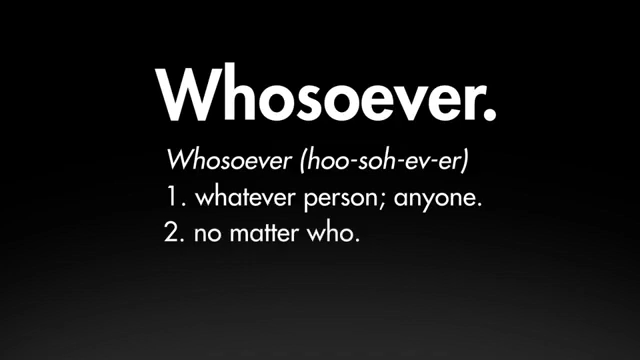 Whosoever.
Whosoever (hoo-soh-ev-er)
1. whatever person; anyone.
2. no matter who.